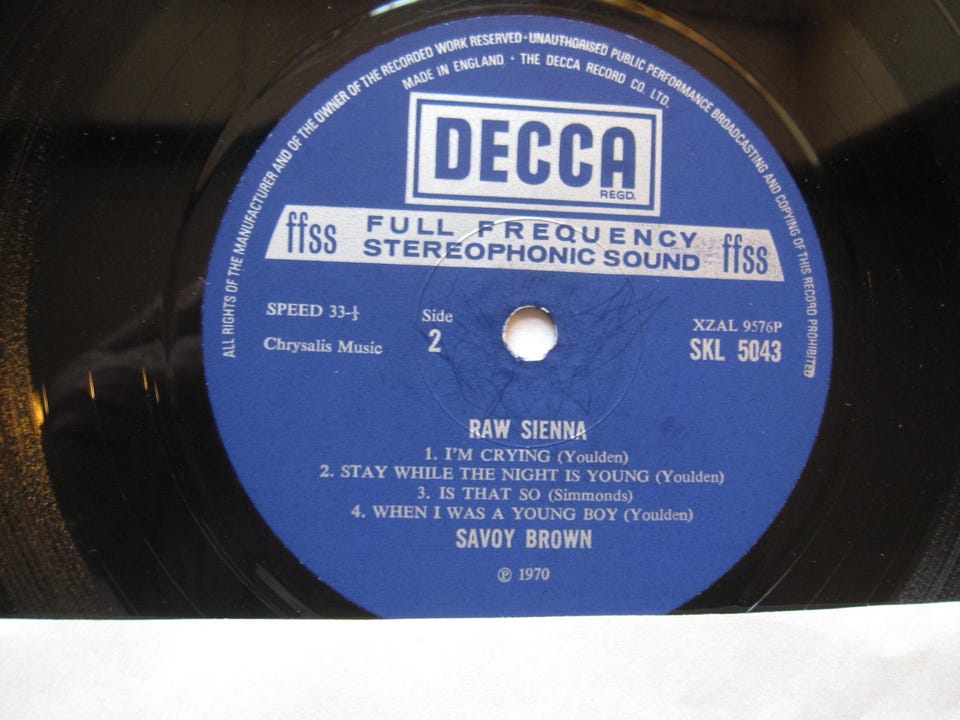 ALL RIGHTS OF THE MANUFACTURER AND OF THE OWNER OF THE RECORDED WORK RESERVED · UNAUTHORISED PUBLIC PERFORMANCE BROADCASTING AND COPYING OF THIS RECORD PROHIBITED
MADE IN ENGLAND · THE DECCA RECORD CO. LTD.
DECCA
REGD.
ffss FULL FREQUENCY ffss
STEREOPHONIC SOUND
SPEED 33-⅓
Side
2
XZAL 9576P
Chrysalis Music
SKL 5043
RAW SIENNA
1. I'M CRYING (Youlden)
2. STAY WHILE THE NIGHT IS YOUNG (Youlden)
3. IS THAT SO (Simmonds)
4. WHEN I WAS A YOUNG BOY (Youlden)
SAVOY BROWN
℗ 1970